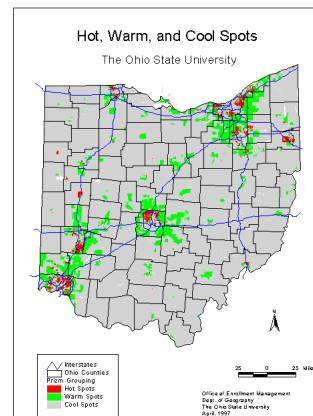 Hot, Warm, and Cool Spots
The Ohio State University
N
Interstates
Ohio Counties
Prizm Grouping
Hot Spots
Warm Spots
Cool Spots
25 0 25 Miles
Office of Enrollment Management
Dept. of Geography
The Ohio State University
April, 1997